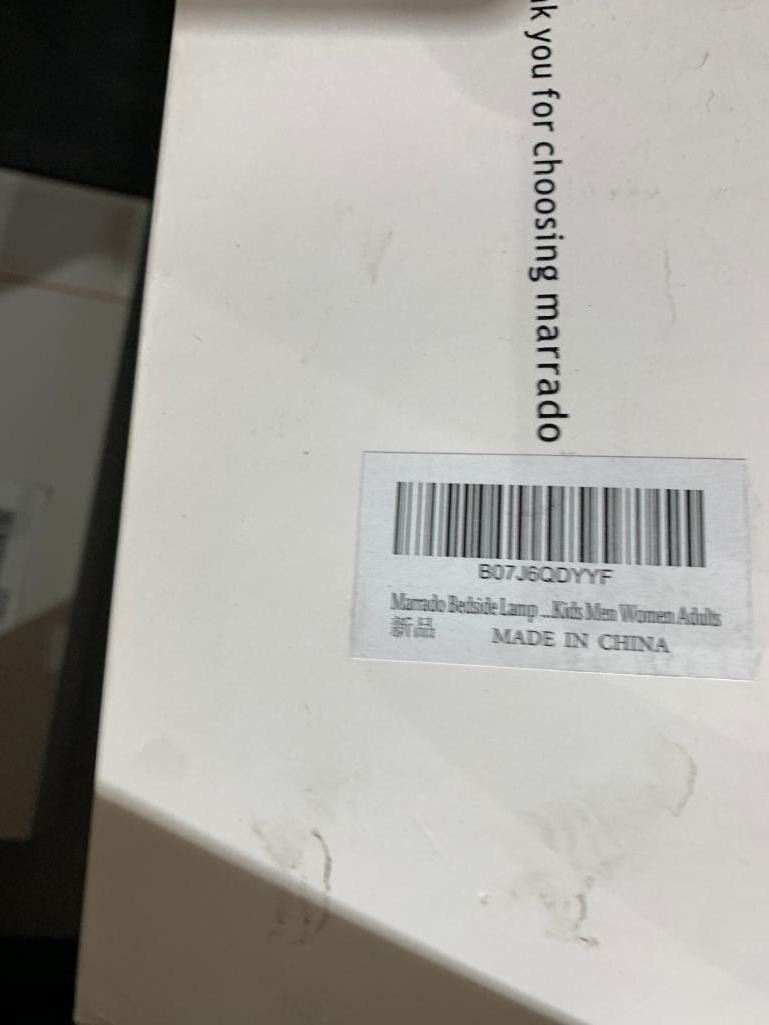 k you for choosing marrado
B07J6QDYYF
Marrado Bedside Lamp ...Kids Men Women Adults
新品 MADE IN CHINA